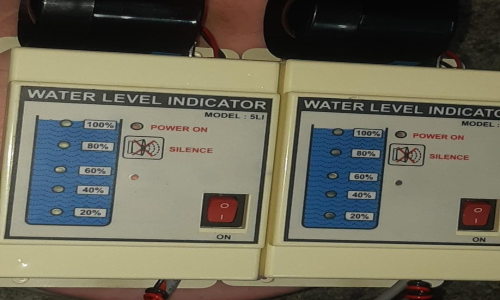 WATER LEVEL INDICATOR
MODEL : 5LI
100%
POWER ON
80%
SILENCE
60%
40%
20%
ON
WATER LEVEL INDICATO
MODEL :
100%
POWER ON
80%
SILENCE
60%
40%
20%
ON